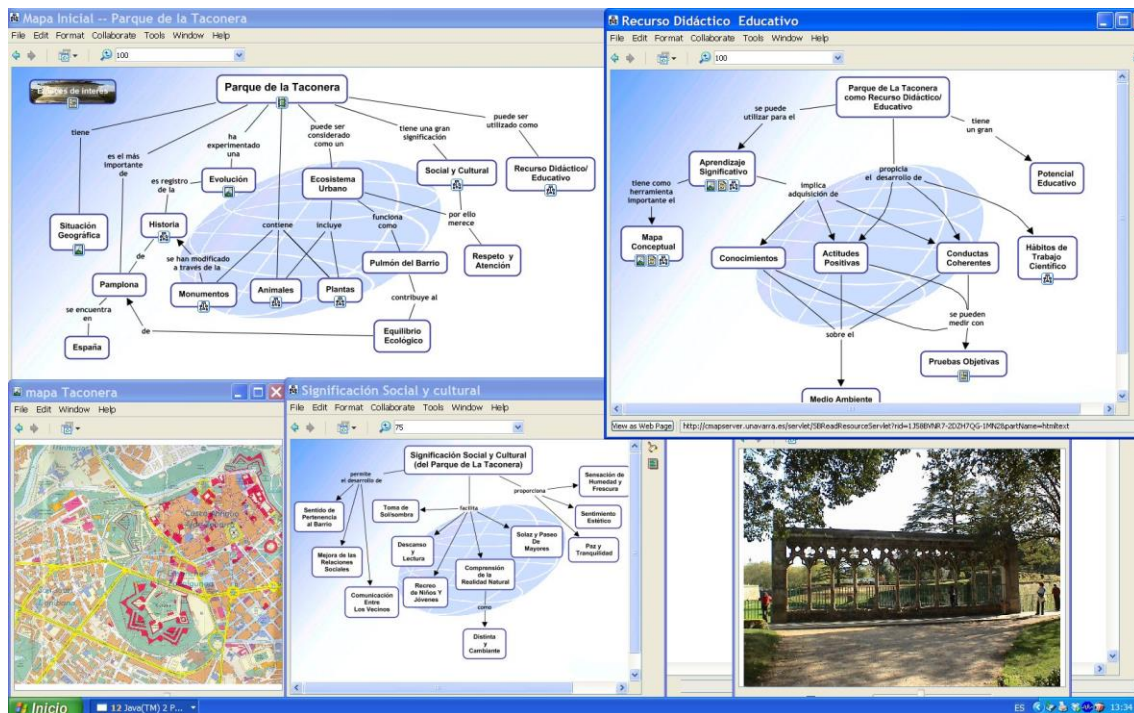 Mapa Inicial -- Parque de la Taconera
File Edit Format Collaborate Tools Window Help
100
Parque de la Taconera
tiene
es el más
importante
de
ha
experimentado
una
puede ser
considerado
como un
tiene una gran
significación
puede ser
utilizado como
es registro
de la
Evolución
Ecosistema
Urbano
Social y Cultural
Recurso Didáctico/
Educativo
Situación
Geográfica
Historia
contiene
incluye
funciona
como
por ello
merece
de
se han modificado
a través de la
Pulmón del Barrio
Respeto y
Atención
Pamplona
Monumentos
Animales
Plantas
contribuye al
se encuentra
en
de
Equilibrio
Ecológico
España
Recurso Didáctico Educativo
File Edit Format Collaborate Tools Window Help
100
Parque de La Taconera
como Recurso Didáctico/
Educativo
se puede
utilizar para el
tiene
un gran
Aprendizaje
Significativo
propicia
el desarrollo de
Potencial
Educativo
tiene como
herramienta
importante el
implica
adquisición de
Mapa
Conceptual
Conocimientos
Actitudes
Positivas
Conductas
Coherentes
Hábitos de
Trabajo
Científico
sobre el
se pueden
medir con
Pruebas Objetivas
Medio Ambiente
View as Web Page
mapa Taconera
File Edit Window Help
Significación Social y cultural
File Edit Format Collaborate Tools Window Help
75
Significación Social y Cultural
(del Parque de La Taconera)
permite
el desarrollo de
facilita
proporciona
Sensación de
Humedad y
Frescura
Sentido de
Pertenencia
al Barrio
Toma de
Sol/sombra
Sentimiento
Estético
Mejora de las
Relaciones
Sociales
Descanso
y
Lectura
Solaz y Paseo
De
Mayores
Paz y
Tranquilidad
Comunicación
Entre
Los Vecinos
Recreo
de Niños Y
Jóvenes
Comprensión
de la
Realidad Natural
como
Distinta
y
Cambiante
Inicio
12 Java(TM) 2 P...
ES
13:34